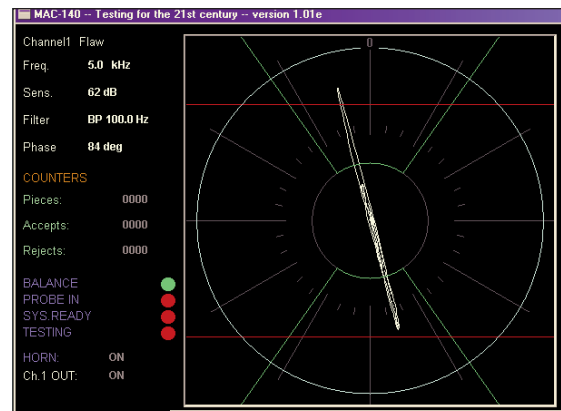 MAC-140 -- Testing for the 21st century -- version 1.01e
Channel1 Flaw
Freq. 5.0 kHz
Sens. 62 dB
Filter BP 100.0 Hz
Phase 84 deg
COUNTERS
Pieces: 0000
Accepts: 0000
Rejects: 0000
BALANCE
PROBE IN
SYS.READY
TESTING
HORN: ON
Ch.1 OUT: ON
0